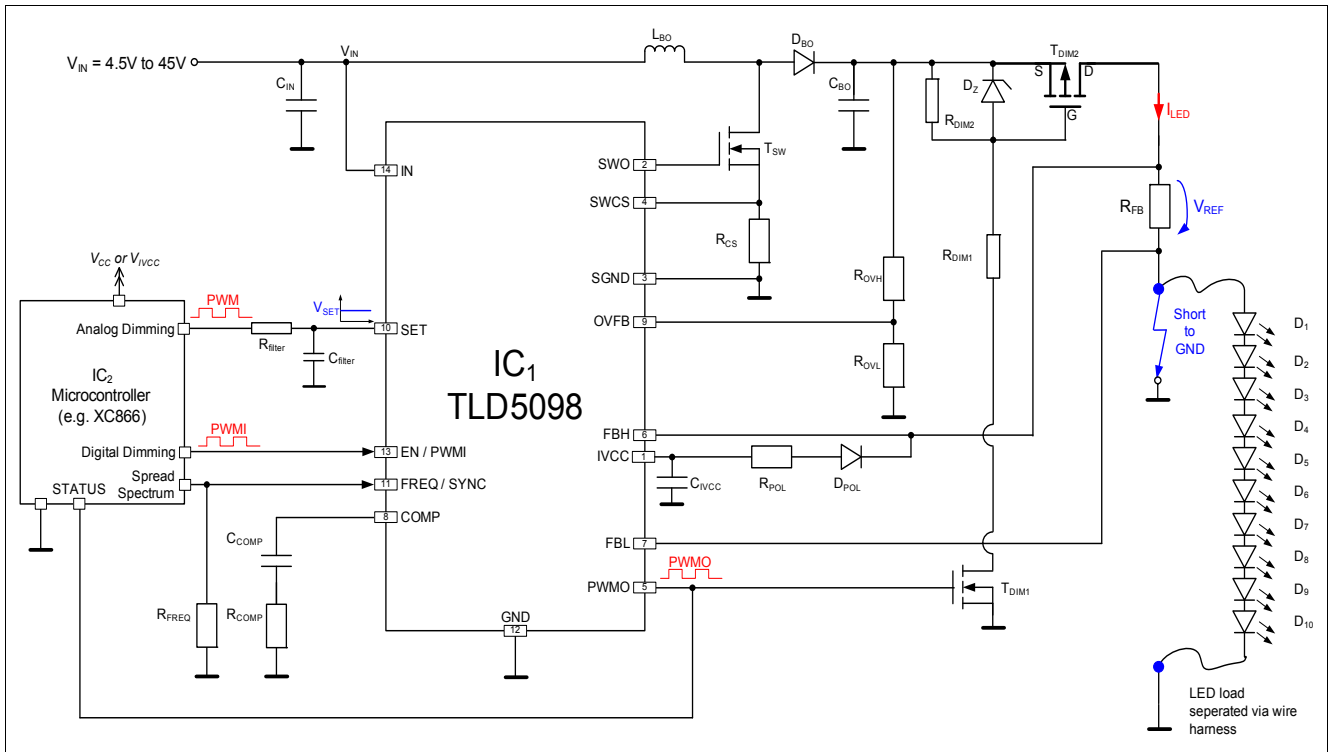 V_IN = 4.5V to 45V
V_IN
C_IN
L_BO
D_BO
C_BO
R_DIM2
D_Z
T_DIM2
S
D
G
I_LED
T_SW
R_CS
R_OVH
R_OVL
R_DIM1
R_FB
V_REF
V_CC or V_IVCC
PWM
V_SET
Analog Dimming
R_filter
C_filter
IC_2
Microcontroller
(e.g. XC866)
PWMI
Digital Dimming
Spread
Spectrum
STATUS
14
IN
10
SET
13
EN / PWMI
11
FREQ / SYNC
8
COMP
IC_1
TLD5098
SWO
2
SWCS
4
SGND
3
OVFB
9
FBH
6
IVCC
1
FBL
7
PWMO
5
GND
12
C_COMP
R_COMP
R_FREQ
C_IVCC
R_POL
D_POL
PWMO
T_DIM1
Short
to
GND
D_1
D_2
D_3
D_4
D_5
D_6
D_7
D_8
D_9
D_10
LED load
seperated via wire
harness